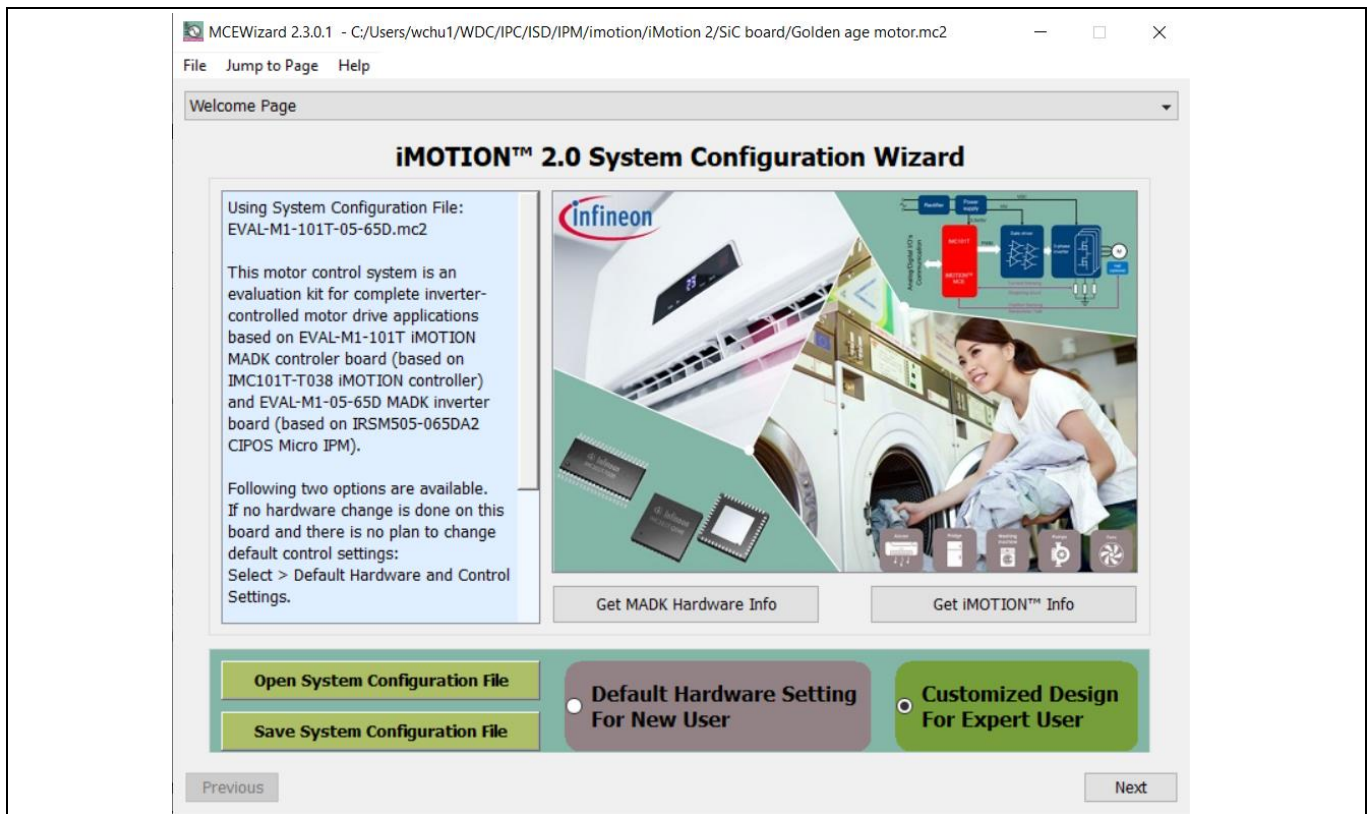 MCEWizard 2.3.0.1 - C:/Users/wchu1/WDC/IPC/ISD/IPM/imotion/iMotion 2/SiC board/Golden age motor.mc2
File Jump to Page Help
Welcome Page
iMOTION™ 2.0 System Configuration Wizard
Using System Configuration File:
EVAL-M1-101T-05-65D.mc2
This motor control system is an
evaluation kit for complete inverter-
controlled motor drive applications
based on EVAL-M1-101T iMOTION
MADK controler board (based on
IMC101T-T038 iMOTION controller)
and EVAL-M1-05-65D MADK inverter
board (based on IRSM505-065DA2
CIPOS Micro IPM).
Following two options are available.
If no hardware change is done on this
board and there is no plan to change
default control settings:
Select > Default Hardware and Control
Settings.
infineon
Rectifier
Power
supply
Gate driver
M
Get MADK Hardware Info
Get iMOTION™ Info
Open System Configuration File
Save System Configuration File
Default Hardware Setting
For New User
Customized Design
For Expert User
Previous
Next